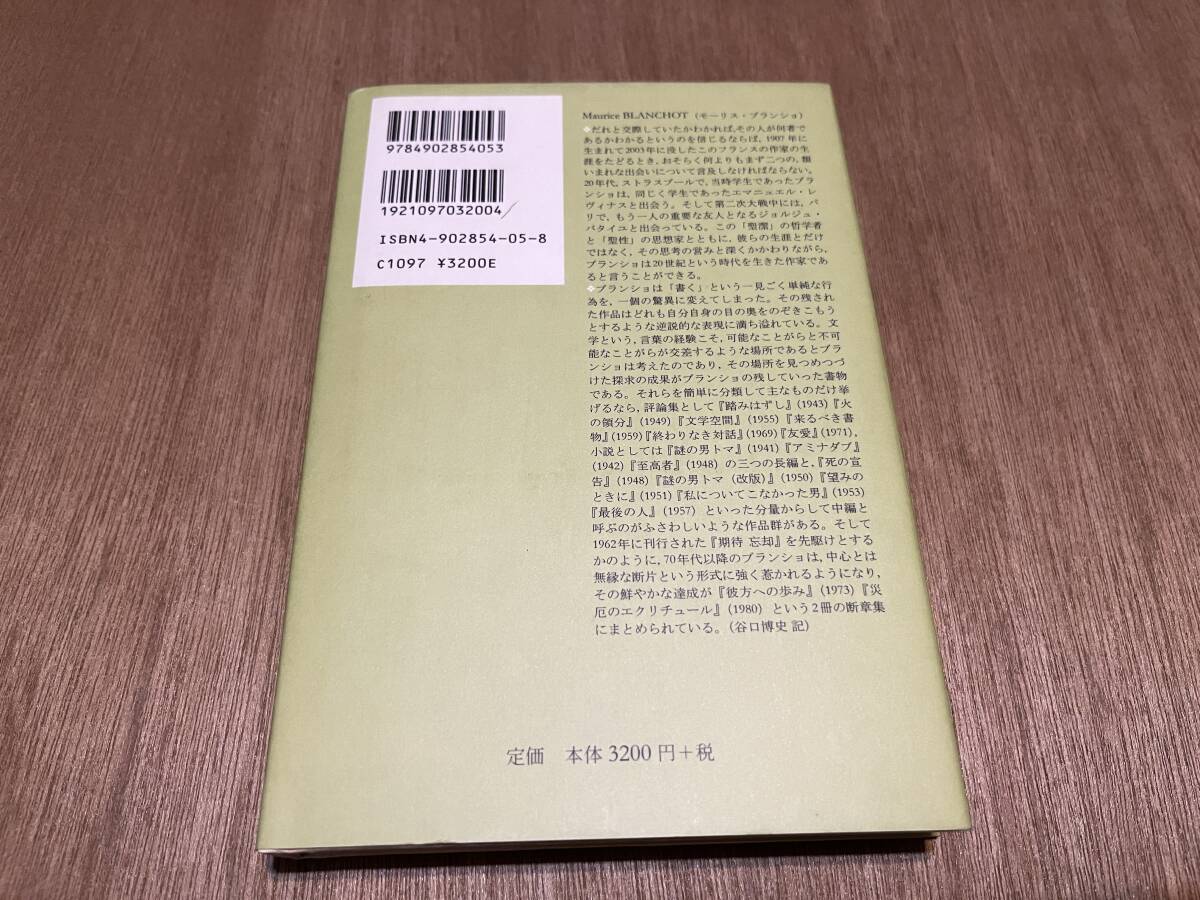 9784902854053
1921097032004
ISBN4-902854-05-8
C1097 ¥3200E
Maurice BLANCHOT (モーリス・ブランショ)
✧だれと交際していたかわかれば,その人が何者で
あるかわかるというのを信じるならば, 1907年に
生まれて2003年に没したこのフランスの作家の生
涯をたどるとき, おそらく何よりもまず二つの, 類
いまれな出会いについて言及しなければならない。
20年代, ストラスブールで, 当時学生であったブラ
ンショは, 同じく学生であったエマニュエル・レ
ヴィナスと出会う。そして第二次大戦中には, パ
リで, もう一人の重要な友人となるジョルジュ・
バタイユと出会っている。この「聖潔」の哲学者
と「聖性」の思想家とともに, 彼らの生涯とだけ
ではなく, その思考の営みと深くかかわりながら,
ブランショは20世紀という時代を生きた作家であ
ると言うことができる。
✧ブランショは「書く」という一見ごく単純な行
為を, 一個の驚異に変えてしまった。その残され
た作品はどれも自分自身の目の奥をのぞきこもう
とするような逆説的な表現に満ち溢れている。文
学という, 言葉の経験こそ, 可能なことがらと不可
能なことがらが交差するような場所であるとブラ
ンショは考えたのであり, その場所を見つめつづ
けた探求の成果がブランショの残していった書物
である。それらを簡単に分類して主なものだけ挙
げるなら, 評論集として『踏みはずし』(1943)『火
の領分』(1949)『文学空間』(1955)『来るべき書
物』(1959)『終わりなき対話』(1969)『友愛』(1971),
小説としては『謎の男トマ』(1941)『アミナダブ』
(1942)『至高者』(1948) の三つの長編と,『死の宣
告』(1948)『謎の男トマ (改版)』(1950)『望みの
ときに』(1951)『私についてこなかった男』(1953)
『最後の人』(1957) といった分量からして中編と
呼ぶのがふさわしいような作品群がある。そして
1962年に刊行された『期待 忘却』を先駆けとする
かのように, 70年代以降のブランショは, 中心とは
無縁な断片という形式に強く惹かれるようになり,
その鮮やかな達成が『彼方への歩み』(1973)『災
厄のエクリチュール』(1980) という2冊の断章集
にまとめられている。(谷口博史 記)
定価 本体 3200 円+税